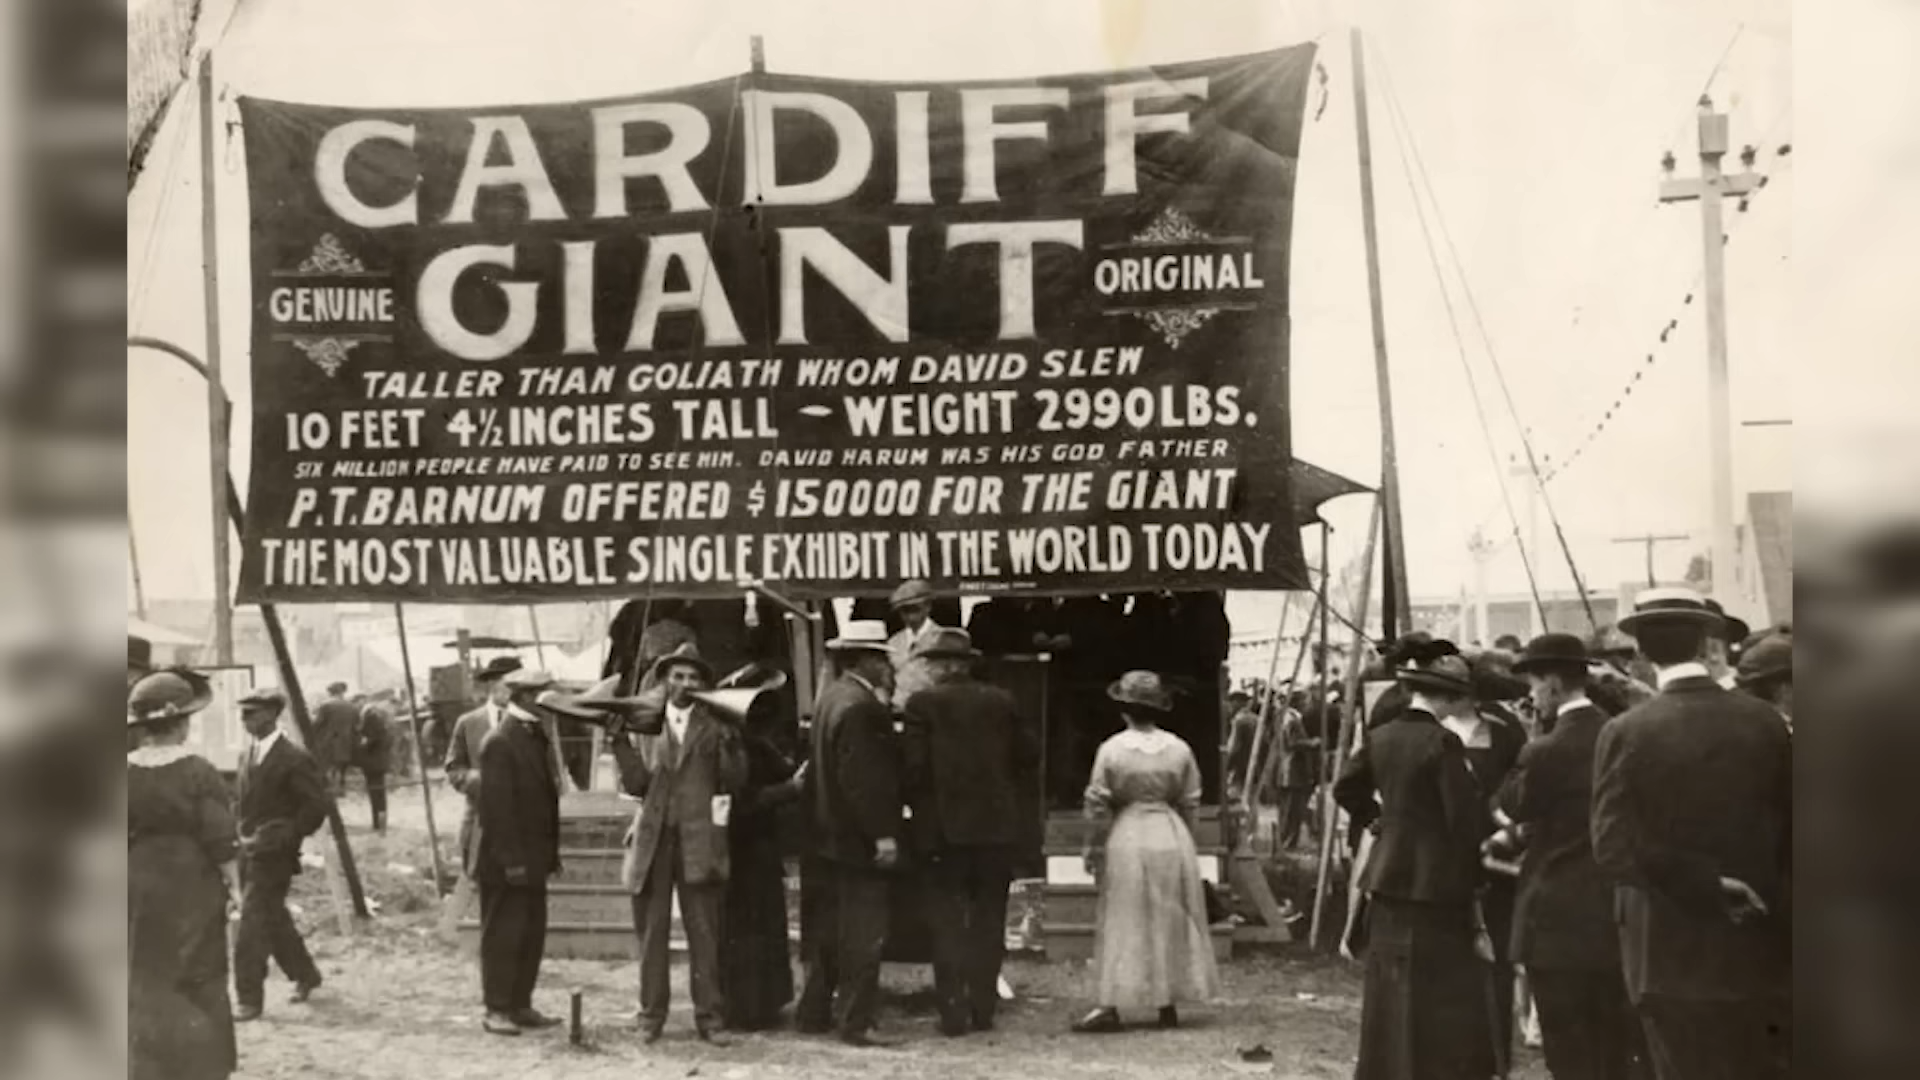 CARDIFF
GIANT
GENUINE
ORIGINAL
TALLER THAN GOLIATH WHOM DAVID SLEW
10 FEET 4½ INCHES TALL - WEIGHT 2990 LBS.
SIX MILLION PEOPLE HAVE PAID TO SEE HIM. DAVID HARUM WAS HIS GOD FATHER
P.T. BARNUM OFFERED $150000 FOR THE GIANT
THE MOST VALUABLE SINGLE EXHIBIT IN THE WORLD TODAY